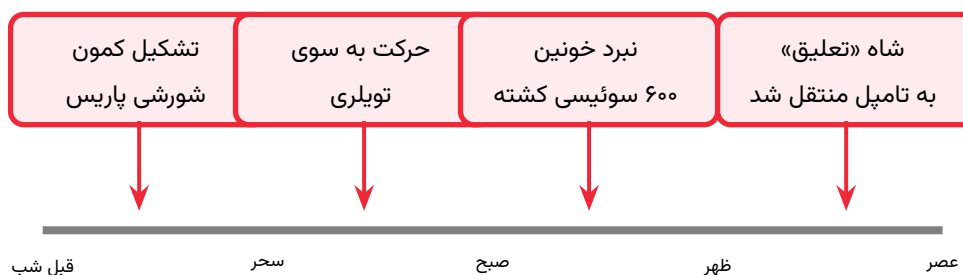 تشکیل کمون
شورشی پاریس
حرکت به سوی
تویلری
نبرد خونین
۶۰۰ سوئیسی کشته
شاه «تعلیق»
به تامپل منتقل شد
قبل شب
سحر
صبح
ظهر
عصر